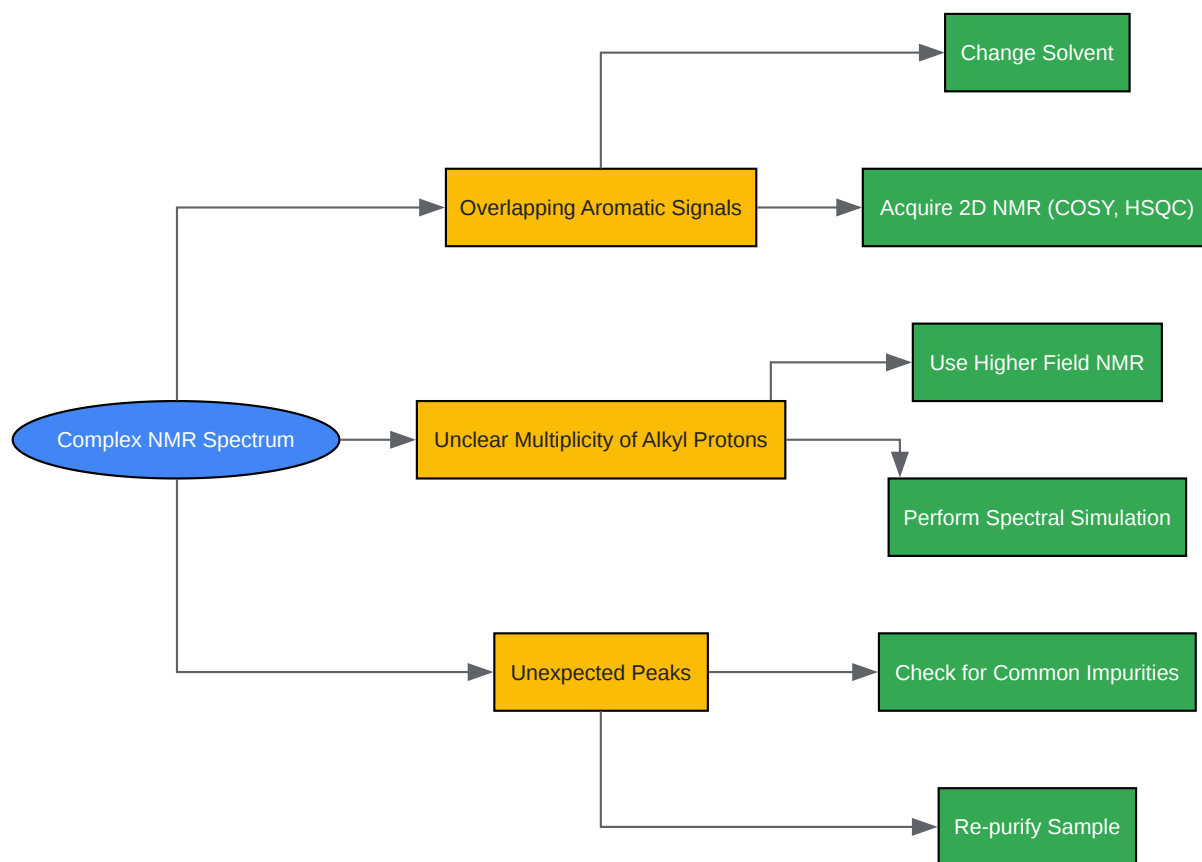 Change Solvent
Overlapping Aromatic Signals
Acquire 2D NMR (COSY, HSQC)
Use Higher Field NMR
Complex NMR Spectrum
Unclear Multiplicity of Alkyl Protons
Perform Spectral Simulation
Unexpected Peaks
Check for Common Impurities
Re-purify Sample